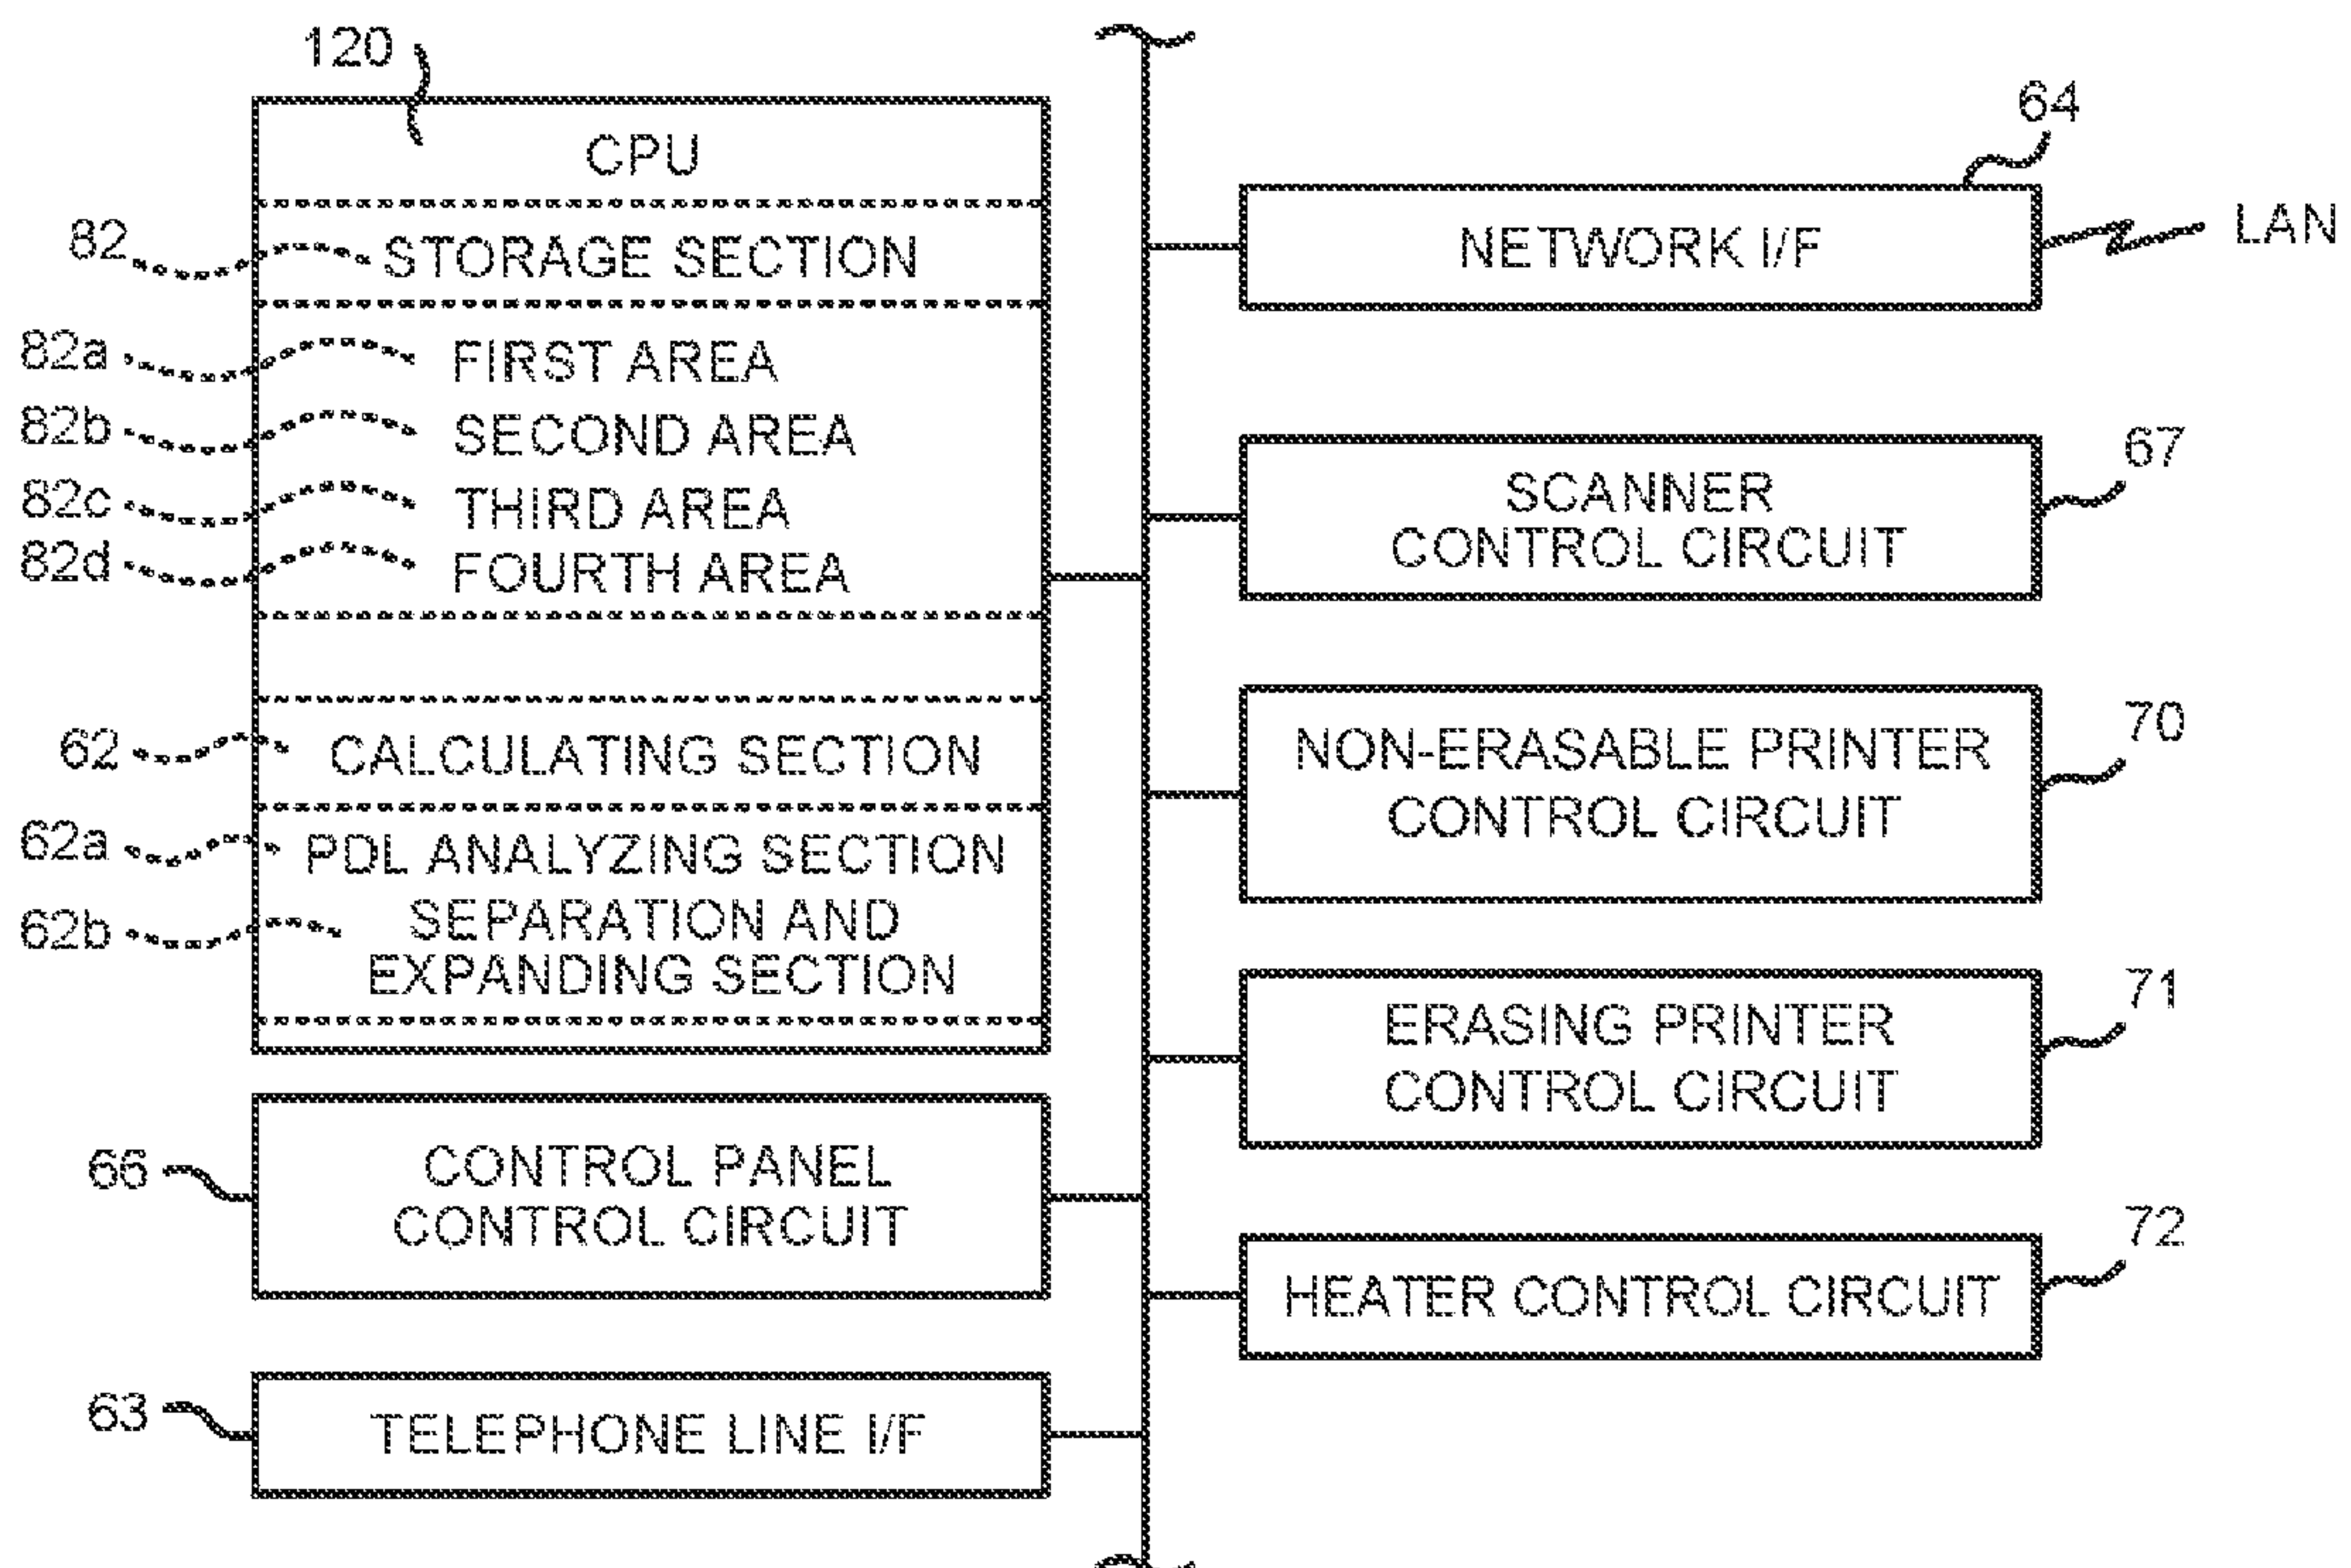 120
CPU
82
STORAGE SECTION
82a
FIRST AREA
82b
SECOND AREA
82c
THIRD AREA
82d
FOURTH AREA
62
CALCULATING SECTION
62a
PDL ANALYZING SECTION
62b
SEPARATION AND
EXPANDING SECTION
66
CONTROL PANEL
CONTROL CIRCUIT
63
TELEPHONE LINE I/F
64
NETWORK I/F
LAN
67
SCANNER
CONTROL CIRCUIT
70
NON-ERASABLE PRINTER
CONTROL CIRCUIT
71
ERASING PRINTER
CONTROL CIRCUIT
72
HEATER CONTROL CIRCUIT